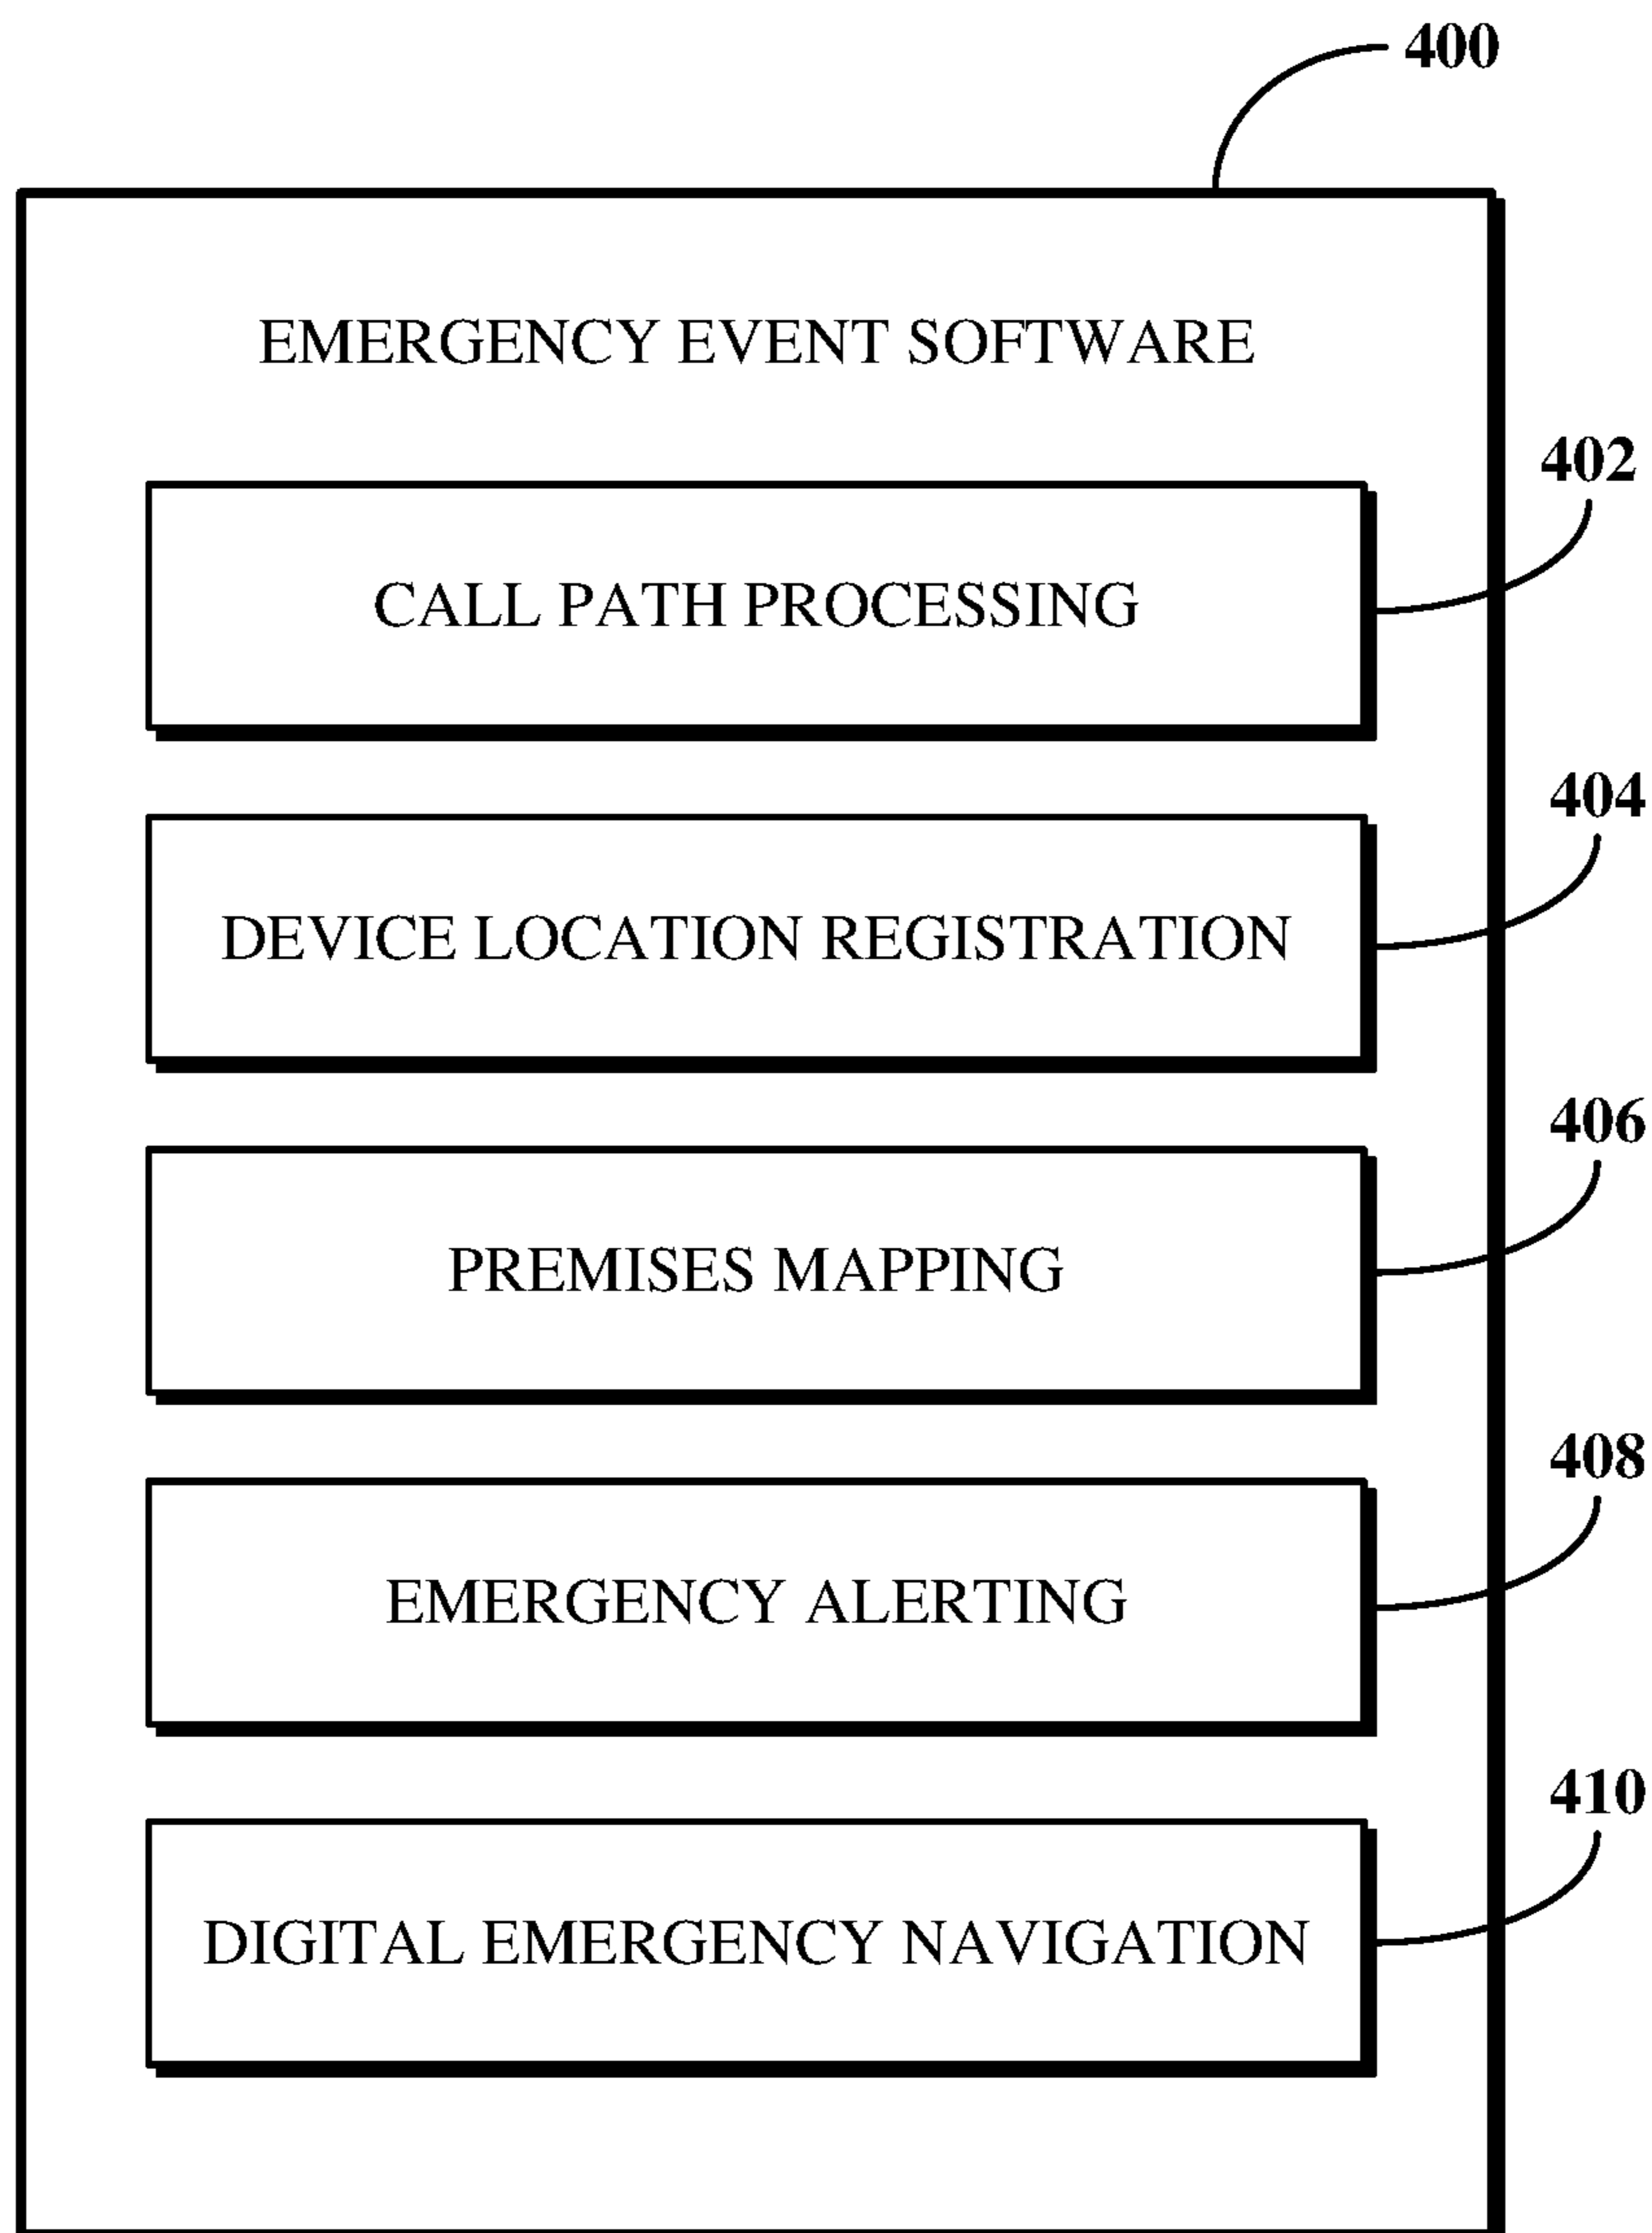 400
EMERGENCY EVENT SOFTWARE
402
CALL PATH PROCESSING
404
DEVICE LOCATION REGISTRATION
406
PREMISES MAPPING
408
EMERGENCY ALERTING
410
DIGITAL EMERGENCY NAVIGATION